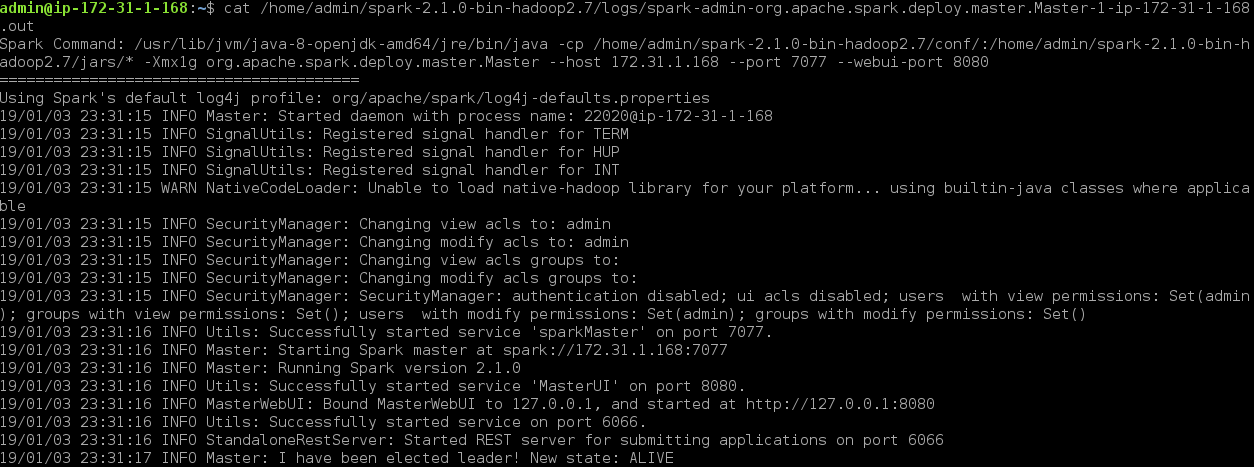 admin@ip-172-31-1-168:~$ cat /home/admin/spark-2.1.0-bin-hadoop2.7/logs/spark-admin-org.apache.spark.deploy.master.Master-1-ip-172-31-1-168
.out
Spark Command: /usr/lib/jvm/java-8-openjdk-amd64/jre/bin/java -cp /home/admin/spark-2.1.0-bin-hadoop2.7/conf/:/home/admin/spark-2.1.0-bin-h
adoop2.7/jars/* -Xmx1g org.apache.spark.deploy.master.Master --host 172.31.1.168 --port 7077 --webui-port 8080
========================================
Using Spark's default log4j profile: org/apache/spark/log4j-defaults.properties
19/01/03 23:31:15 INFO Master: Started daemon with process name: 22020@ip-172-31-1-168
19/01/03 23:31:15 INFO SignalUtils: Registered signal handler for TERM
19/01/03 23:31:15 INFO SignalUtils: Registered signal handler for HUP
19/01/03 23:31:15 INFO SignalUtils: Registered signal handler for INT
19/01/03 23:31:15 WARN NativeCodeLoader: Unable to load native-hadoop library for your platform... using builtin-java classes where applica
ble
19/01/03 23:31:15 INFO SecurityManager: Changing view acls to: admin
19/01/03 23:31:15 INFO SecurityManager: Changing modify acls to: admin
19/01/03 23:31:15 INFO SecurityManager: Changing view acls groups to:
19/01/03 23:31:15 INFO SecurityManager: Changing modify acls groups to:
19/01/03 23:31:15 INFO SecurityManager: SecurityManager: authentication disabled; ui acls disabled; users  with view permissions: Set(admin
); groups with view permissions: Set(); users  with modify permissions: Set(admin); groups with modify permissions: Set()
19/01/03 23:31:16 INFO Utils: Successfully started service 'sparkMaster' on port 7077.
19/01/03 23:31:16 INFO Master: Starting Spark master at spark://172.31.1.168:7077
19/01/03 23:31:16 INFO Master: Running Spark version 2.1.0
19/01/03 23:31:16 INFO Utils: Successfully started service 'MasterUI' on port 8080.
19/01/03 23:31:16 INFO MasterWebUI: Bound MasterWebUI to 127.0.0.1, and started at http://127.0.0.1:8080
19/01/03 23:31:16 INFO Utils: Successfully started service on port 6066.
19/01/03 23:31:16 INFO StandaloneRestServer: Started REST server for submitting applications on port 6066
19/01/03 23:31:17 INFO Master: I have been elected leader! New state: ALIVE